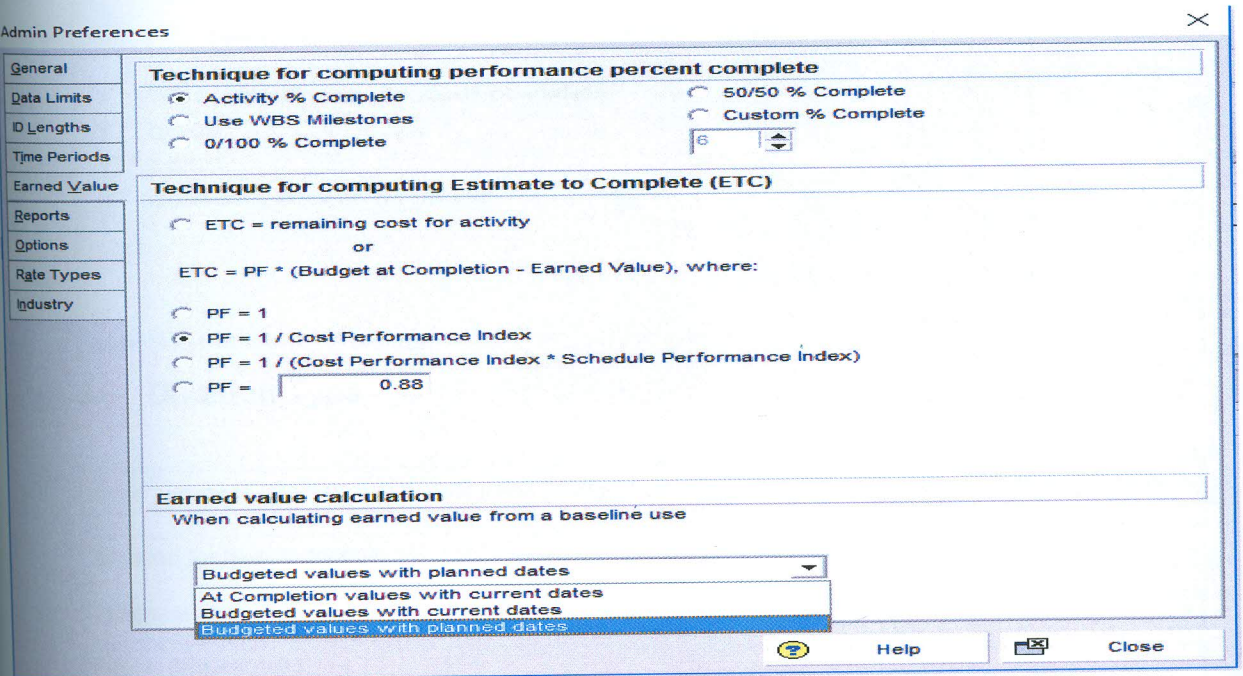 Admin Preferences
General
Data Limits
ID Lengths
Time Periods
Earned Value
Reports
Options
Rate Types
Industry
Technique for computing performance percent complete
Activity % Complete
Use WBS Milestones
0/100 % Complete
50/50 % Complete
Custom % Complete
6
Technique for computing Estimate to Complete (ETC)
ETC = remaining cost for activity
or
ETC = PF * (Budget at Completion - Earned Value), where:
PF = 1
PF = 1 / Cost Performance Index
PF = 1 / (Cost Performance Index * Schedule Performance Index)
PF = 0.88
Earned value calculation
When calculating earned value from a baseline use
Budgeted values with planned dates
At Completion values with current dates
Budgeted values with current dates
Budgeted values with planned dates
Help
Close